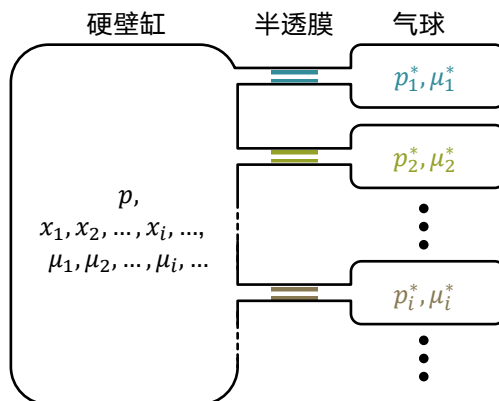 硬壁缸 半透膜 气球
p₁*, μ₁*
p₂*, μ₂*
p,
x₁, x₂, …, xᵢ, …,
μ₁, μ₂, …, μᵢ, …
pᵢ*, μᵢ*